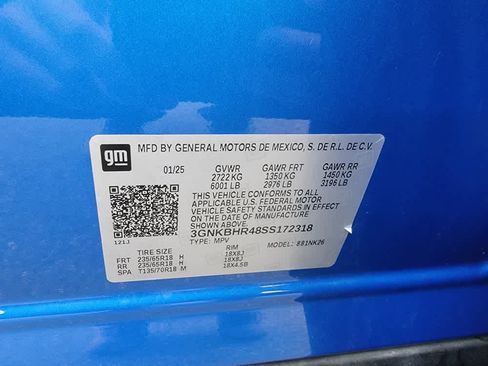 gm
MFD BY GENERAL MOTORS DE MEXICO, S. DE R.L. DE C.V.
01/25 GVWR GAWR FRT GAWR RR
2722 KG 1350 KG 1450 KG
6001 LB 2976 LB 3196 LB
THIS VEHICLE CONFORMS TO ALL
APPLICABLE U.S. FEDERAL MOTOR
VEHICLE SAFETY STANDARDS IN
EFFECT ON THE DATE OF MANUFACTURE
SHOWN ABOVE.
3GNKBHR48SS172318
121J TYPE: MPV MODEL: 881NK26
TIRE SIZE RIM
FRT 235/65R18 H 18X8J
RR 235/65R18 H 18X8J
SPA T135/70R18 M 18X4.5B